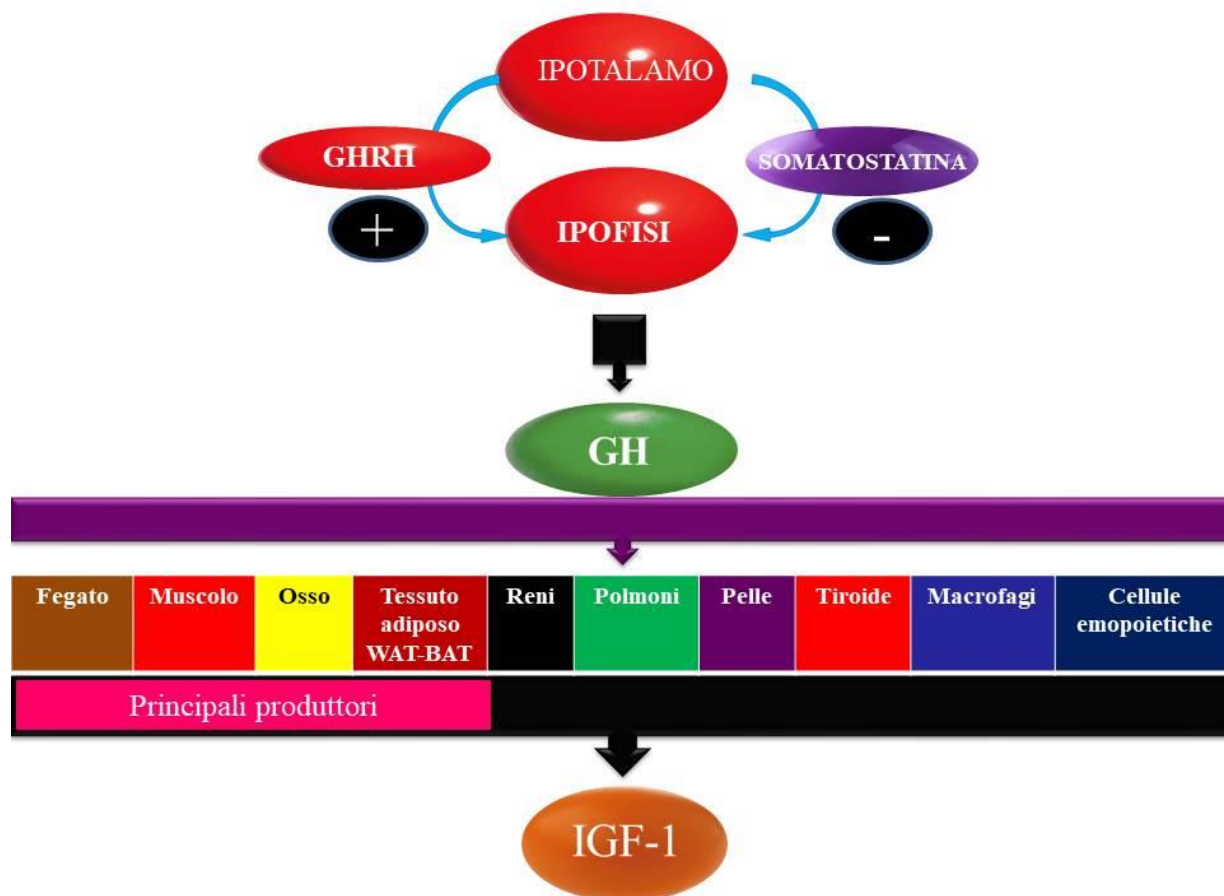 IPOTALAMO
GHRH
SOMATOSTATINA
+
IPOFISI
-
GH
Fegato
Muscolo
Osso
Tessuto
adiposo
WAT-BAT
Reni
Polmoni
Pelle
Tiroide
Macrofagi
Cellule
emopoietiche
Principali produttori
IGF-1